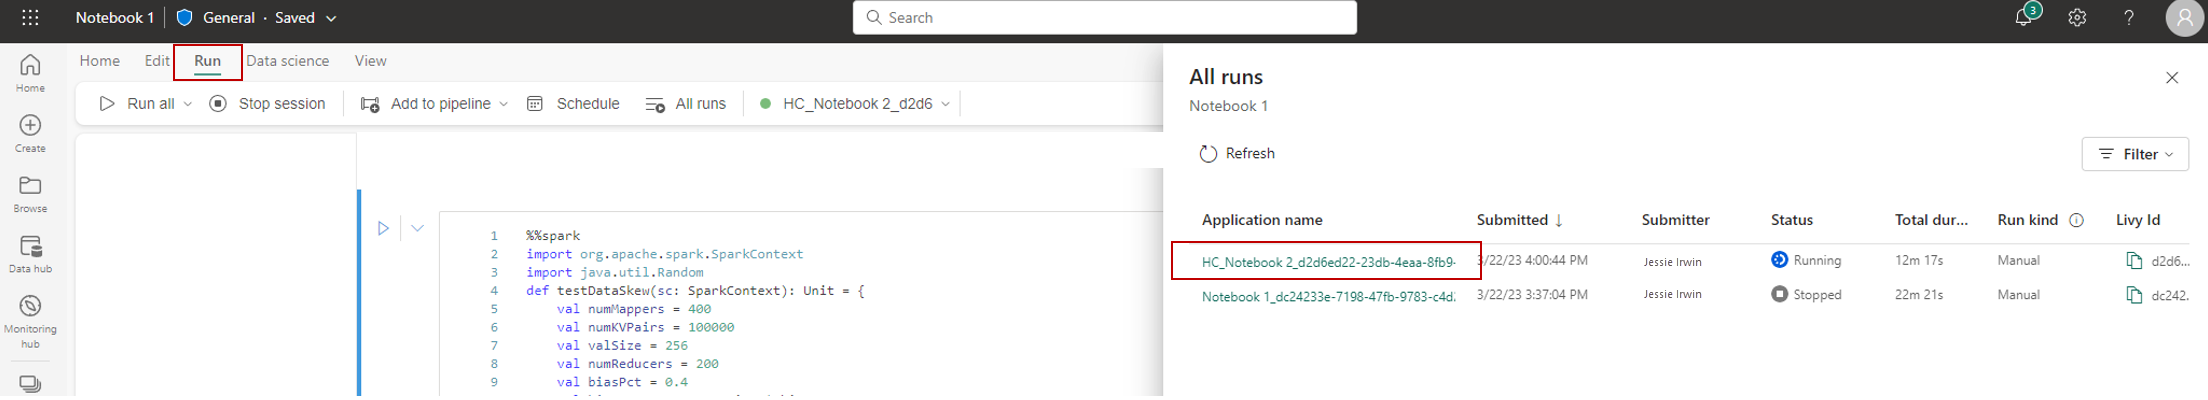 Notebook 1 General · Saved
Search
3
Home Edit Run Data science View
Run all Stop session Add to pipeline Schedule All runs HC_Notebook 2_d2d6
Home
Create
Browse
Data hub
Monitoring
hub
1 %%spark
2 import org.apache.spark.SparkContext
3 import java.util.Random
4 def testDataSkew(sc: SparkContext): Unit = {
5 val numMappers = 400
6 val numKVPairs = 100000
7 val valSize = 256
8 val numReducers = 200
9 val biasPct = 0.4
All runs
Notebook 1
Refresh
Filter
Application name Submitted ↓ Submitter Status Total dur... Run kind Livy Id
HC_Notebook 2_d2d6ed22-23db-4eaa-8fb9- 3/22/23 4:00:44 PM Jessie Irwin Running 12m 17s Manual d2d6...
Notebook 1_dc24233e-7198-47fb-9783-c4d 3/22/23 3:37:04 PM Jessie Irwin Stopped 22m 21s Manual dc242.